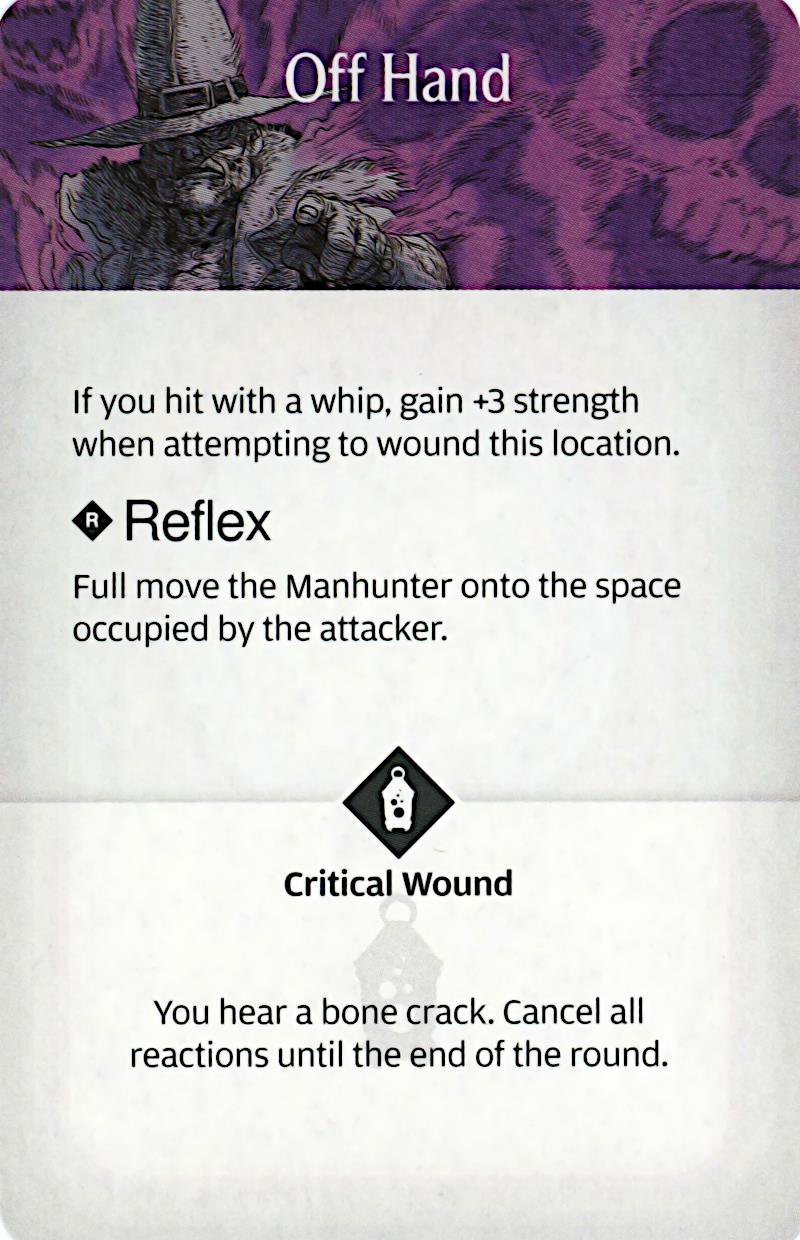 Off Hand
If you hit with a whip, gain +3 strength
when attempting to wound this location.
R Reflex
Full move the Manhunter onto the space
occupied by the attacker.
Critical Wound
You hear a bone crack. Cancel all
reactions until the end of the round.